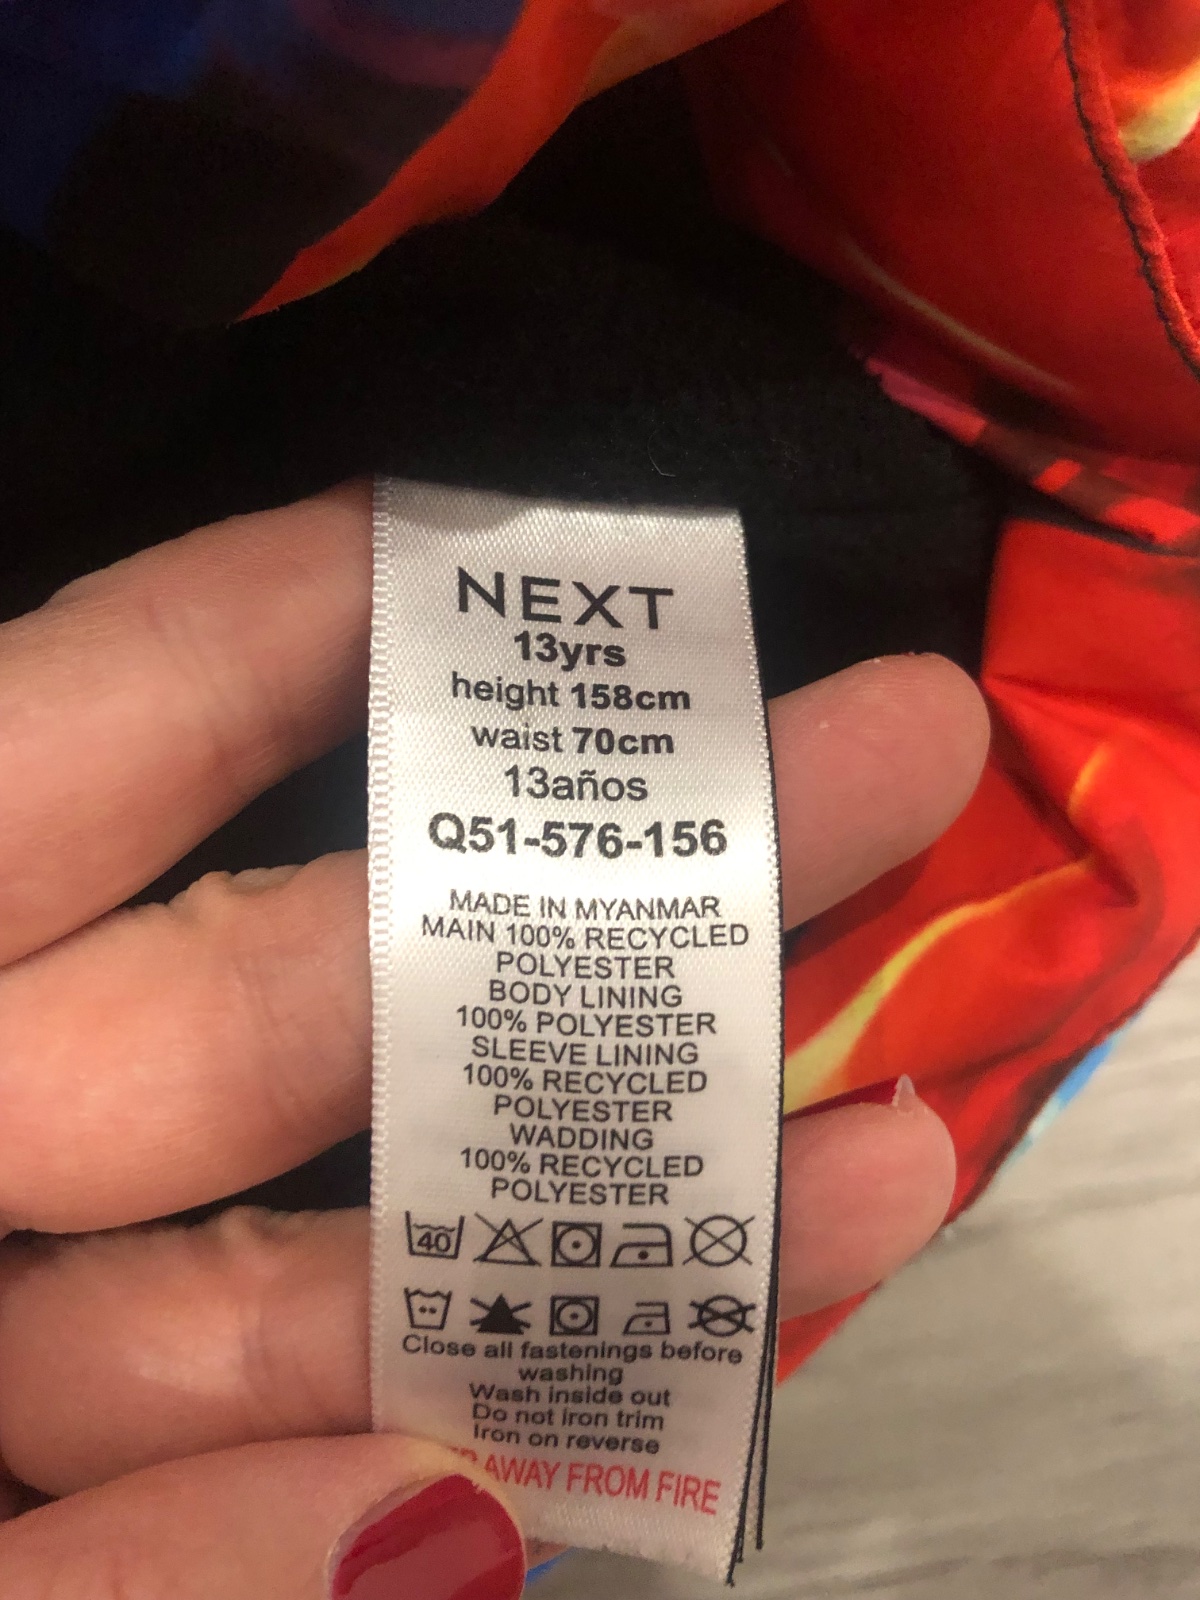 NEXT
13yrs
height 158cm
waist 70cm
13años
Q51-576-156
MADE IN MYANMAR
MAIN 100% RECYCLED
POLYESTER
BODY LINING
100% POLYESTER
SLEEVE LINING
100% RECYCLED
POLYESTER
WADDING
100% RECYCLED
POLYESTER
40
Close all fastenings before
washing
Wash inside out
Do not iron trim
Iron on reverse
AWAY FROM FIRE